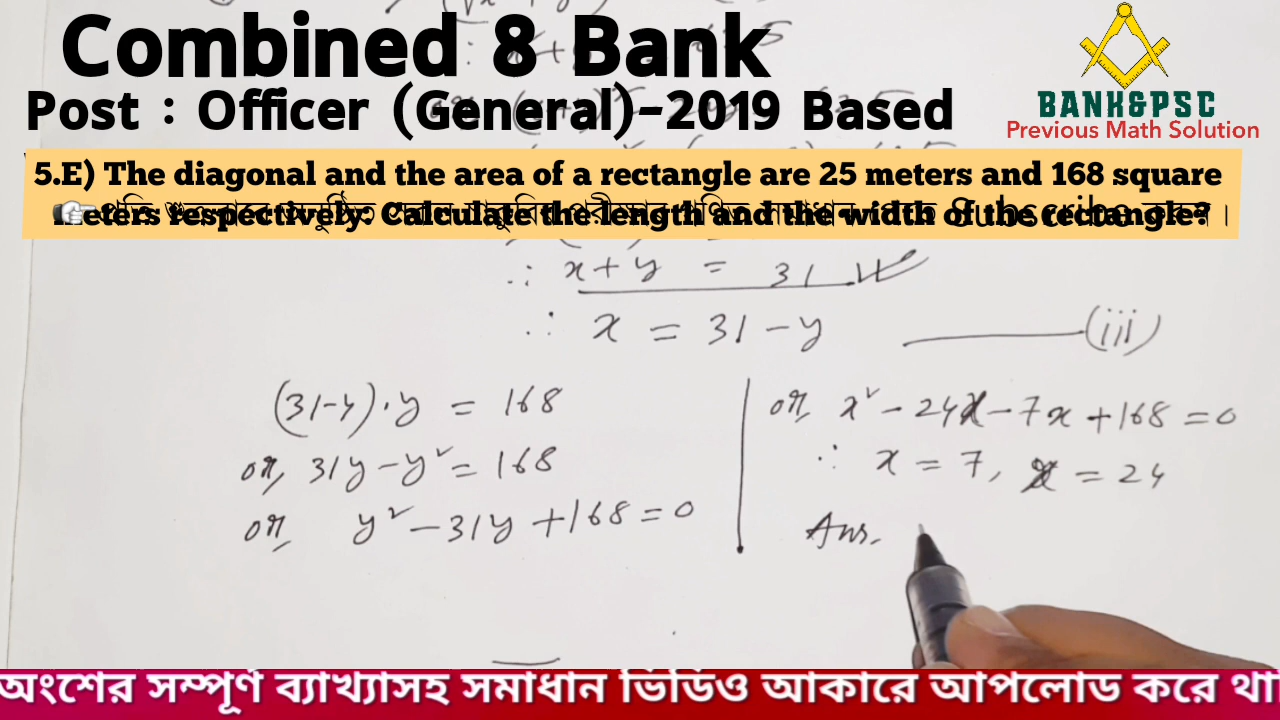 Combined 8 Bank
Post : Officer (General)-2019 Based
BANK&PSC
Previous Math Solution
5.E) The diagonal and the area of a rectangle are 25 meters and 168 square
meters respectively. Calculate the length and the width of the rectangle?
Subscribe
∴ x + y = 31
∴ x = 31 - y (iii)
(31-y).y = 168
or, 31y - y² = 168
or, y² - 31y + 168 = 0
or, x² - 24x - 7x + 168 = 0
∴ x = 7, = 24
Ans.
অংশের সম্পূর্ণ ব্যাখ্যাসহ সমাধান ভিডিও আকারে আপলোড করে থা